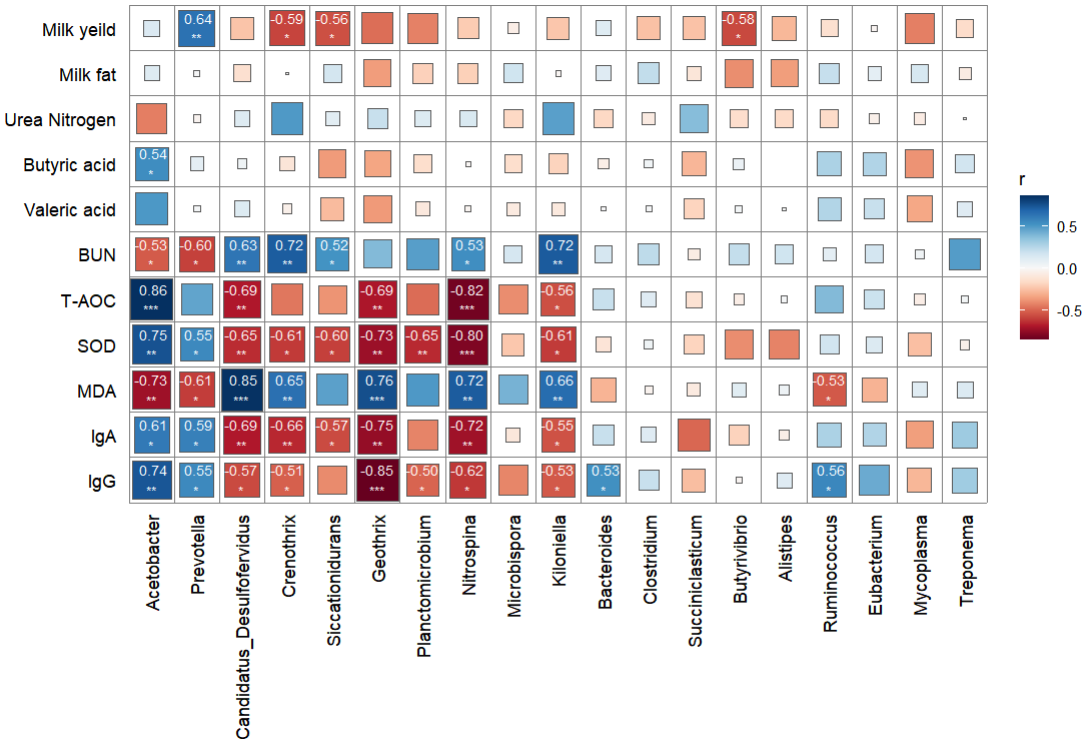 Milk yeild 0.64 -0.59 -0.56 -0.58
** * * *
Milk fat
Urea Nitrogen
Butyric acid 0.54
*
Valeric acid
BUN -0.53 -0.60 0.63 0.72 0.52 0.53 0.72
* * ** ** * * **
T-AOC 0.86 -0.69 -0.69 -0.82 -0.56
*** ** ** *** *
SOD 0.75 0.55 -0.65 -0.61 -0.60 -0.73 -0.65 -0.80 -0.61
** * ** * * ** ** *** *
MDA -0.73 -0.61 0.85 0.65 0.76 0.72 0.66 -0.53
** * *** ** *** ** ** *
IgA 0.61 0.59 -0.69 -0.66 -0.57 -0.75 -0.72 -0.55
* * ** ** * ** ** *
IgG 0.74 0.55 -0.57 -0.51 -0.85 -0.50 -0.62 -0.53 0.53 0.56
** * * * *** * * * * *
Acetobacter
Prevotella
Candidatus_Desulfofervidus
Crenothrix
Siccationidurans
Geothrix
Planctomicrobium
Nitrospina
Microbispora
Kiloniella
Bacteroides
Clostridium
Succiniclasticum
Butyrivibrio
Alistipes
Ruminococcus
Eubacterium
Mycoplasma
Treponema
r
0.5
0.0
-0.5